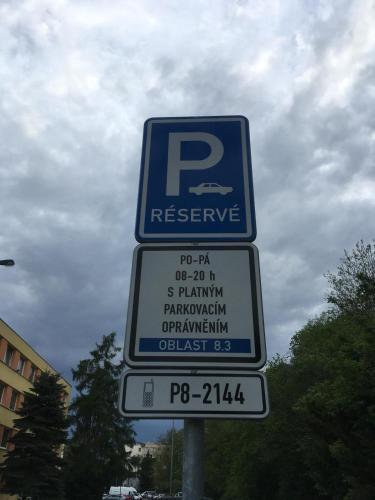 P
RÉSERVÉ
PO-PÁ
08-20 h
S PLATNÝM
PARKOVACÍM
OPRÁVNĚNÍM
OBLAST 8.3
P8-2144